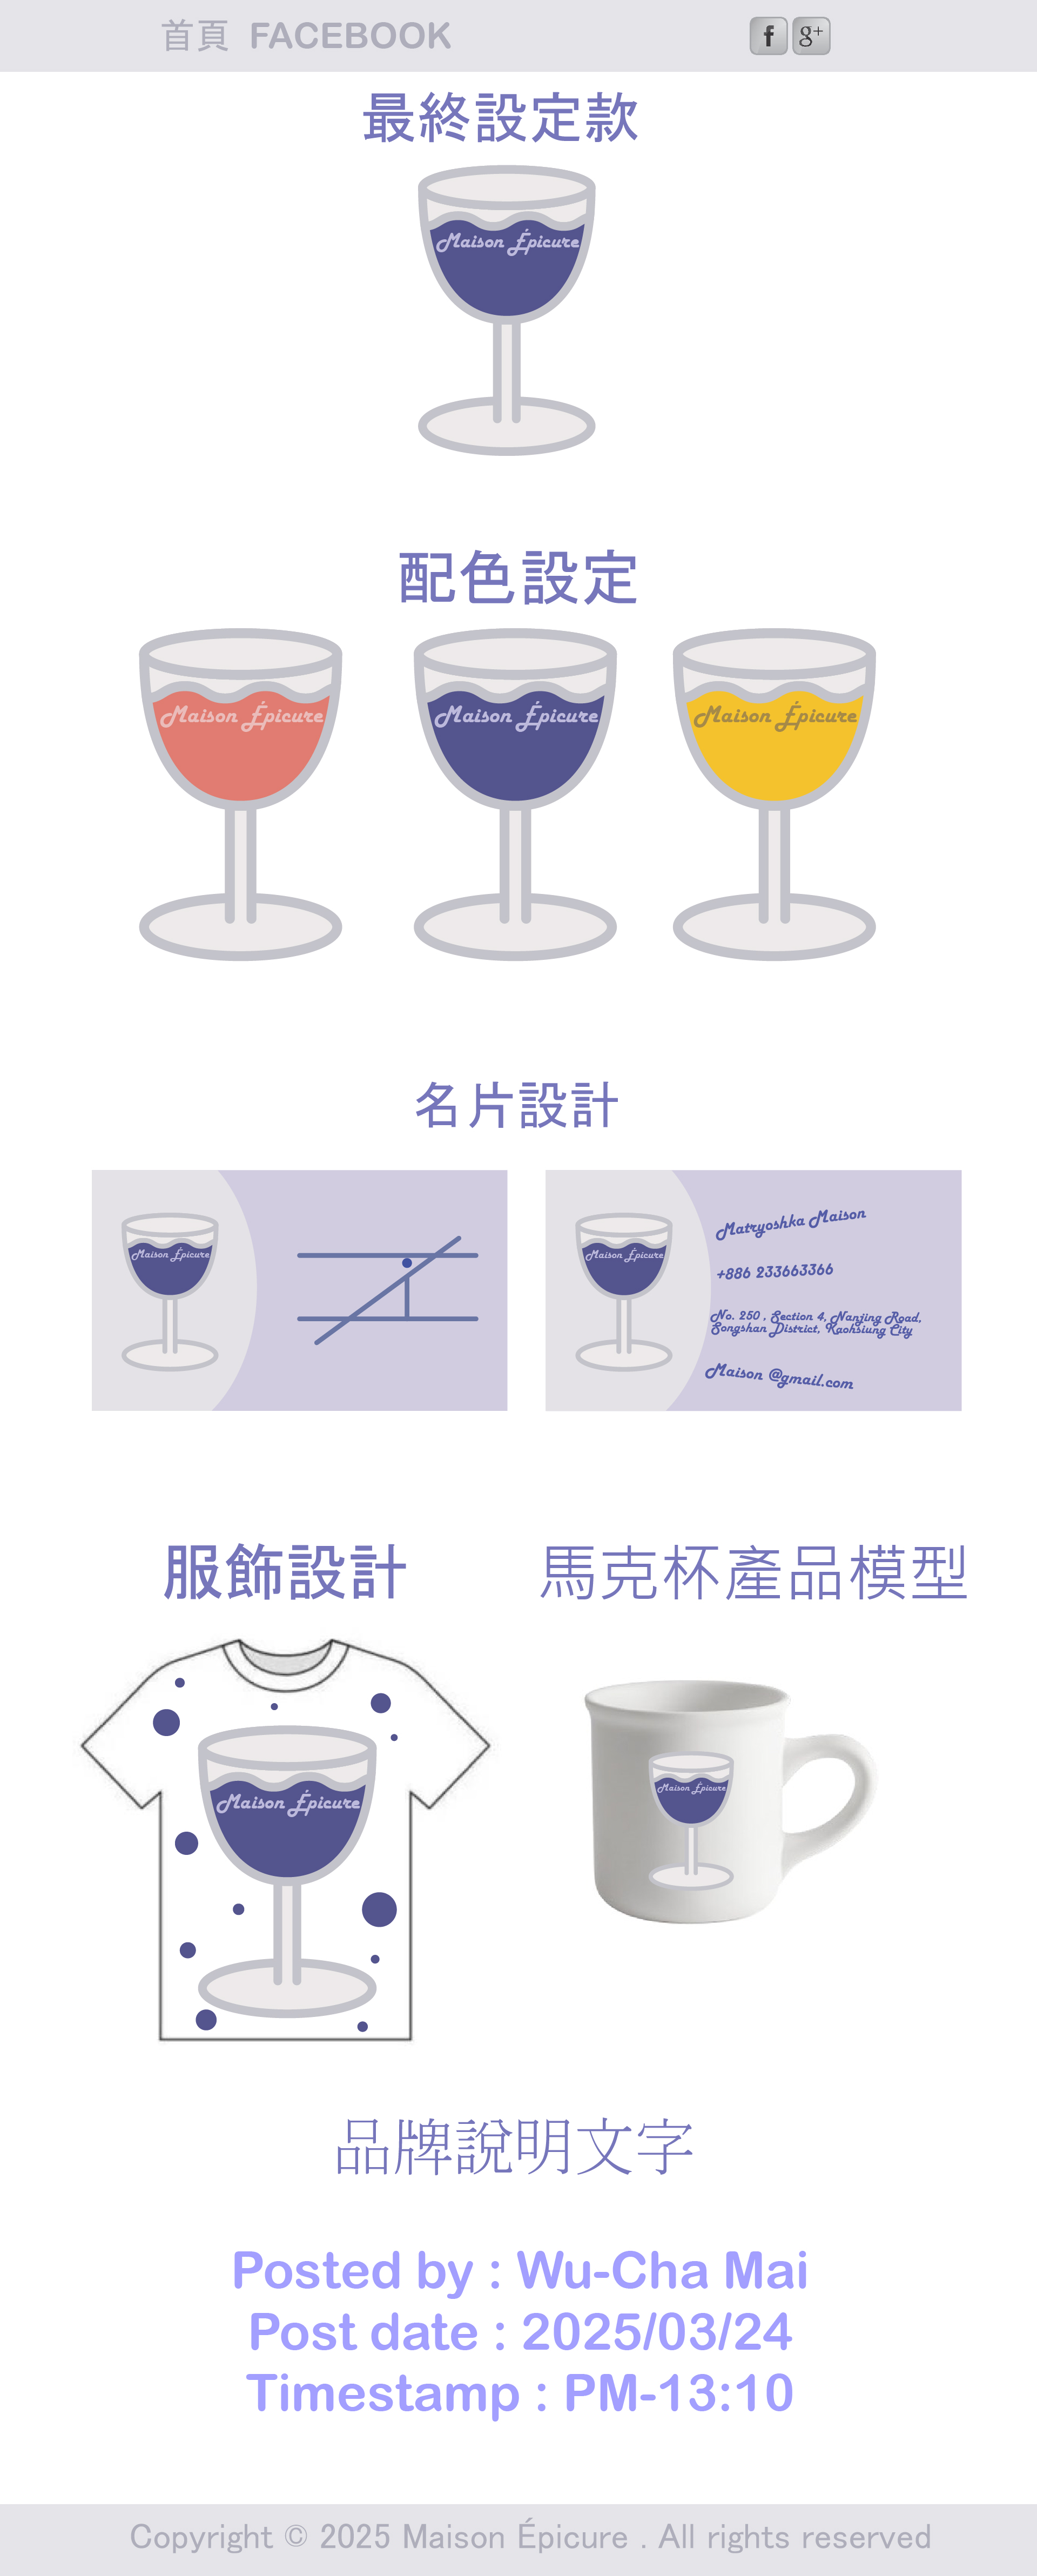 首頁 FACEBOOK
f g+
最終設定款
Maison Épicure
配色設定
Maison Épicure
Maison Épicure
Maison Épicure
名片設計
Maison Épicure
Maison Épicure
Matryoshka Maison
+886 233663366
No. 250 , Section 4, Nanjing Road,
Songshan District, Kaohsiung City
Maison @gmail.com
服飾設計
馬克杯產品模型
Maison Épicure
Maison Épicure
品牌說明文字
Posted by : Wu-Cha Mai
Post date : 2025/03/24
Timestamp : PM-13:10
Copyright © 2025 Maison Épicure . All rights reserved